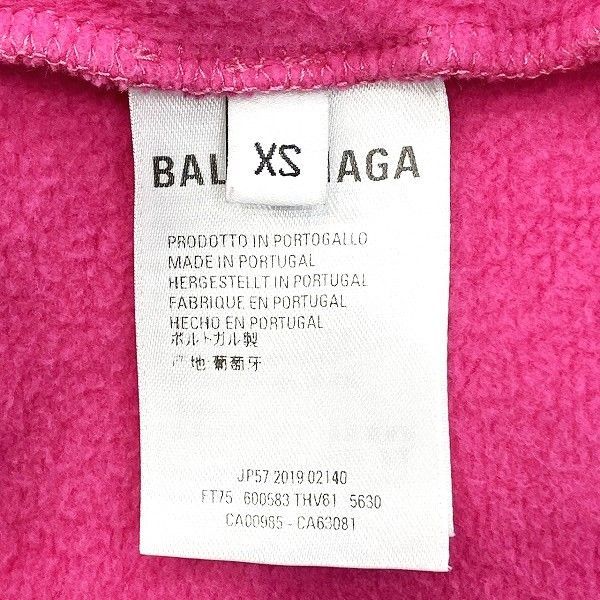 XS
BAL AGA
PRODOTTO IN PORTOGALLO
MADE IN PORTUGAL
HERGESTELLT IN PORTUGAL
FABRIQUE EN PORTUGAL
HECHO EN PORTUGAL
ポルトガル製
产地:葡萄牙
JP57 2019 02140
FT75 600583 THV61 5630
CA00965 - CA63081